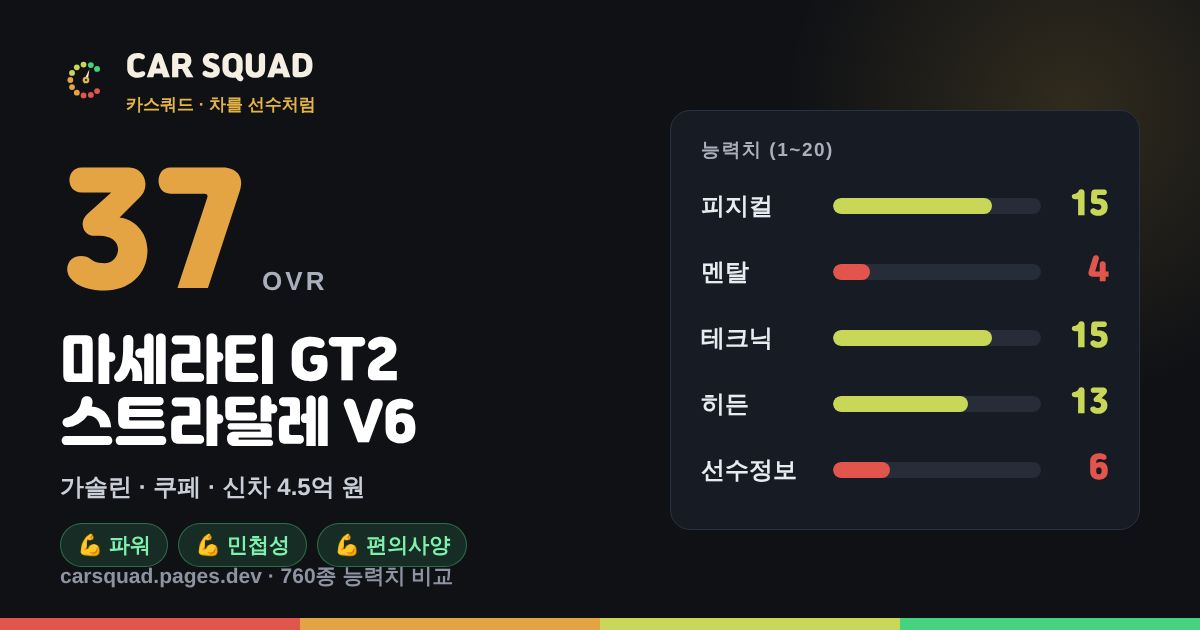 CAR SQUAD
카스쿼드 · 차를 선수처럼
37 OVR
마세라티 GT2
스트라달레 V6
가솔린 · 쿠페 · 신차 4.5억 원
💪 파워 💪 민첩성 💪 편의사양
carsquad.pages.dev · 760종 능력치 비교
능력치 (1~20)
피지컬 15
멘탈 4
테크닉 15
히든 13
선수정보 6